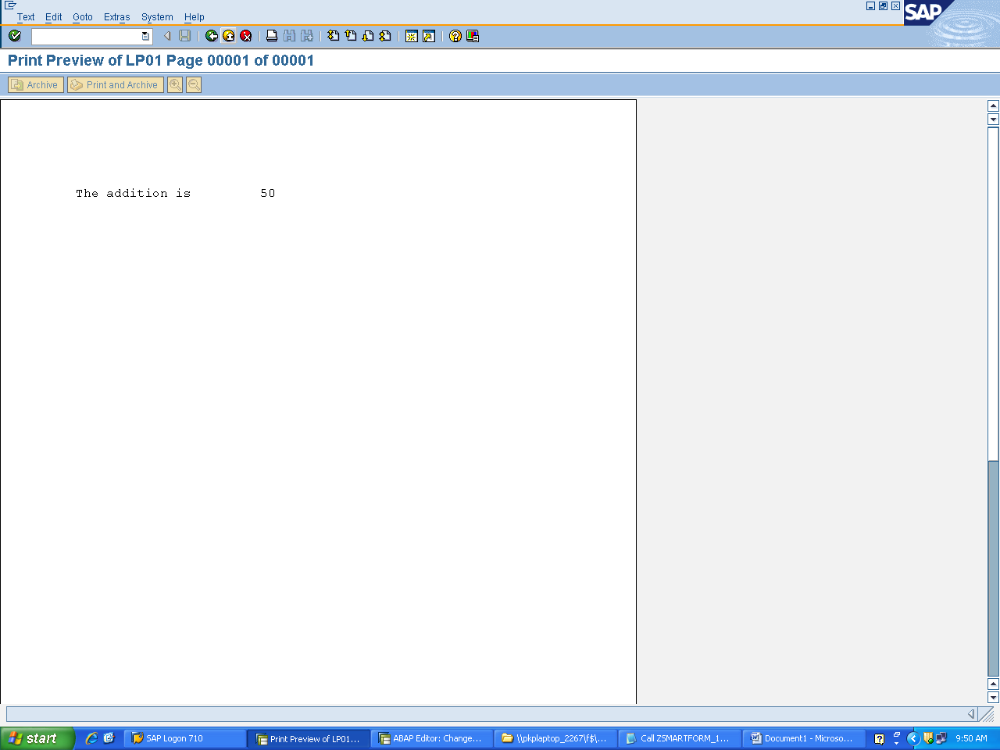 Text Edit Goto Extras System Help
SAP
Print Preview of LP01 Page 00001 of 00001
Archive Print and Archive
The addition is 50
start SAP Logon 710 Print Preview of LP01... ABAP Editor: Change... \\pkplaptop_2267\f$\... Call ZSMARTFORM_1... Document1 - Microso... 9:50 AM